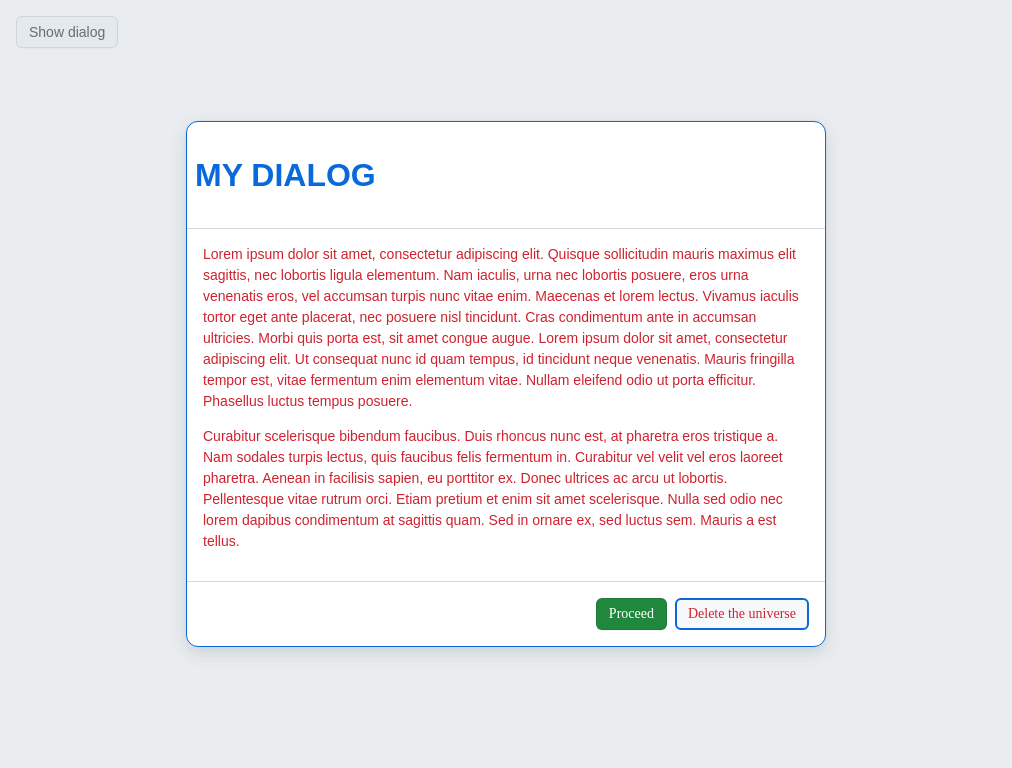 Show dialog
MY DIALOG
Lorem ipsum dolor sit amet, consectetur adipiscing elit. Quisque sollicitudin mauris maximus elit
sagittis, nec lobortis ligula elementum. Nam iaculis, urna nec lobortis posuere, eros urna
venenatis eros, vel accumsan turpis nunc vitae enim. Maecenas et lorem lectus. Vivamus iaculis
tortor eget ante placerat, nec posuere nisl tincidunt. Cras condimentum ante in accumsan
ultricies. Morbi quis porta est, sit amet congue augue. Lorem ipsum dolor sit amet, consectetur
adipiscing elit. Ut consequat nunc id quam tempus, id tincidunt neque venenatis. Mauris fringilla
tempor est, vitae fermentum enim elementum vitae. Nullam eleifend odio ut porta efficitur.
Phasellus luctus tempus posuere.
Curabitur scelerisque bibendum faucibus. Duis rhoncus nunc est, at pharetra eros tristique a.
Nam sodales turpis lectus, quis faucibus felis fermentum in. Curabitur vel velit vel eros laoreet
pharetra. Aenean in facilisis sapien, eu porttitor ex. Donec ultrices ac arcu ut lobortis.
Pellentesque vitae rutrum orci. Etiam pretium et enim sit amet scelerisque. Nulla sed odio nec
lorem dapibus condimentum at sagittis quam. Sed in ornare ex, sed luctus sem. Mauris a est
tellus.
Proceed
Delete the universe